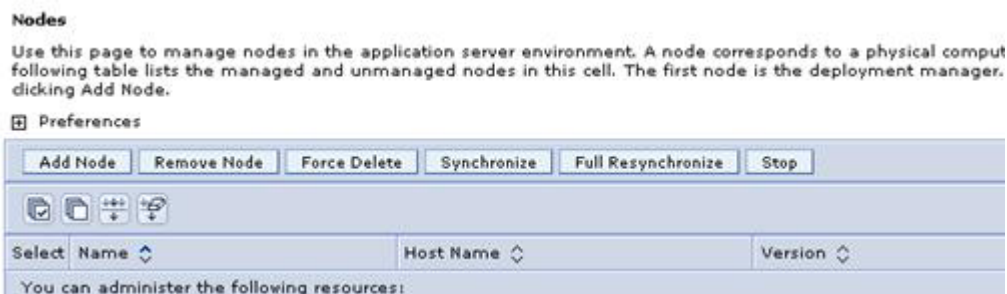 Nodes
Use this page to manage nodes in the application server environment. A node corresponds to a physical
following table lists the managed and unmanaged nodes in this cell. The first node is the deployment manager.
clicking Add Node.
Preferences
Add Node Remove Node Force Delete Synchronize Full Resynchronize Stop
Select Name Host Name Version
You can administer the following resources: